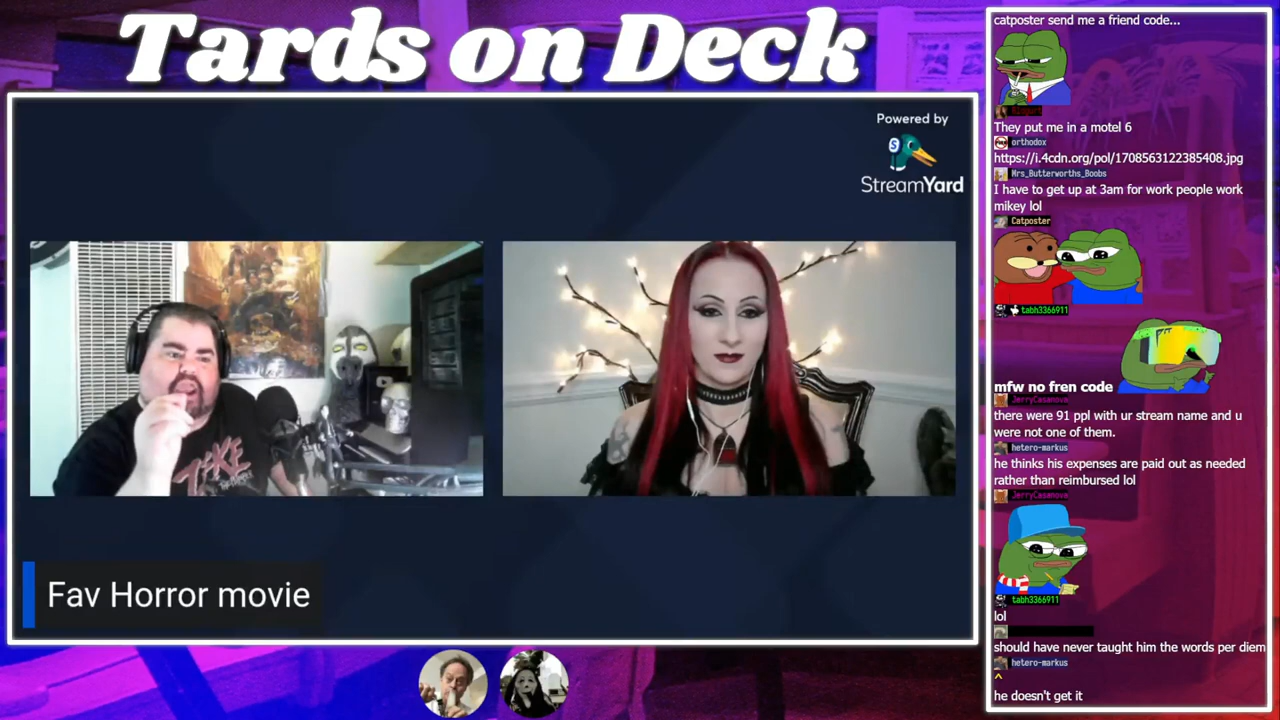 Tards on Deck
Powered by
StreamYard
Fav Horror movie
catposter send me a friend code...
They put me in a motel 6
orthodox
https://i.4cdn.org/pol/1708563122385408.jpg
Mrs_Butterworths_Boobs
I have to get up at 3am for work people work
mikey lol
Catposter
tabh3366911
mfw no fren code
JerryCasanova
there were 91 ppl with ur stream name and u
were not one of them.
hetero-markus
he thinks his expenses are paid out as needed
rather than reimbursed lol
JerryCasanova
tabh3366911
lol
should have never taught him the words per diem
hetero-markus
^
he doesn't get it